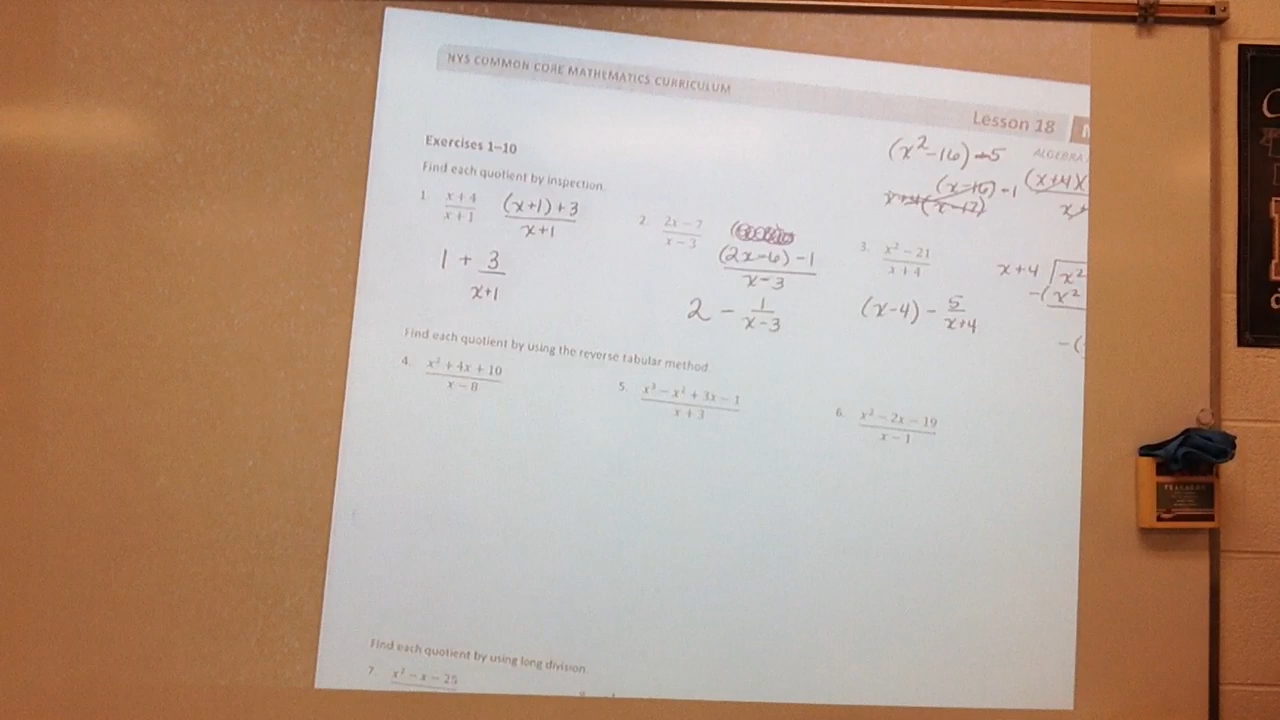 NYS COMMON CORE MATHEMATICS CURRICULUM
Lesson 18
ALGEBRA
Exercises 1–10
Find each quotient by inspection.
1. (x + 4)/(x + 1)
((x+1)+3)/(x+1)
1 + 3/(x+1)
2. (2x − 7)/(x − 3)
((2x-6)-1)/(x-3)
2 - 1/(x-3)
(x²-16)-5
3. (x² − 21)/(x + 4)
(x-4) - 5/(x+4)
x+4 x²
-(x²
-(
Find each quotient by using the reverse tabular method.
4. (x² + 4x + 10)/(x − 8)
5. (x³ − x² + 3x − 1)/(x + 3)
6. (x² − 2x − 19)/(x − 1)
Find each quotient by using long division.
7. x² − x − 25